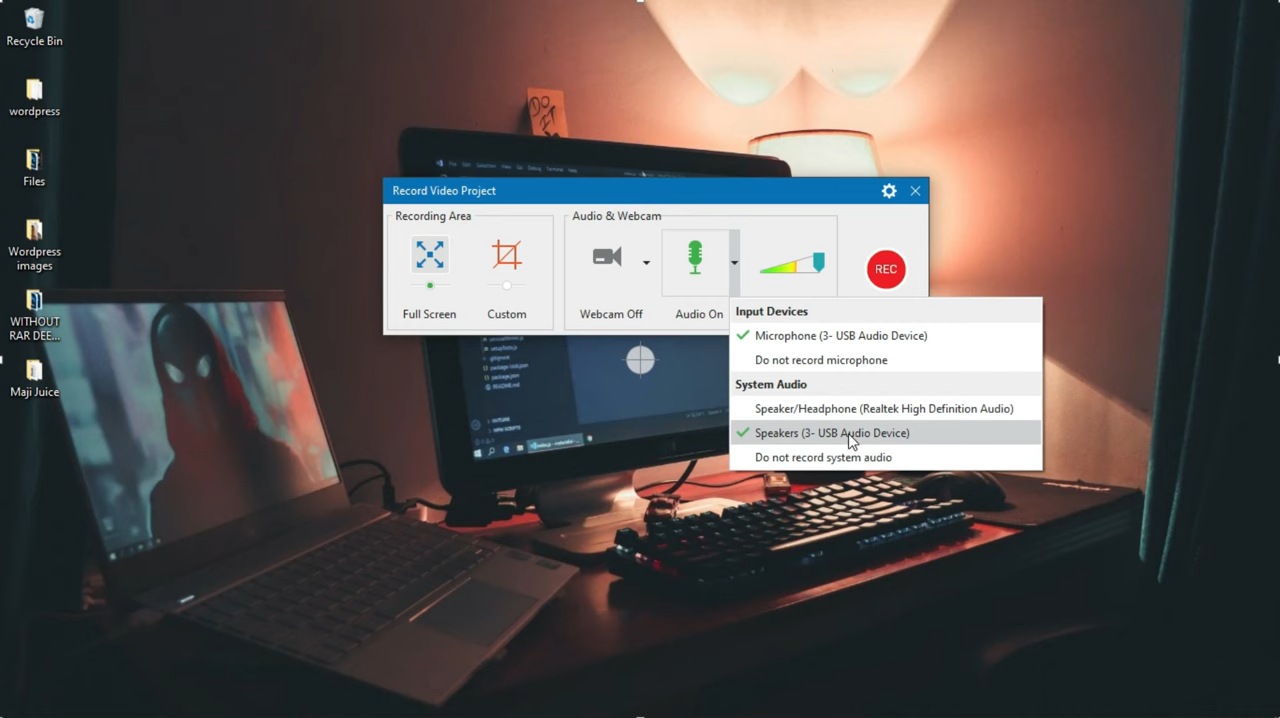 Recycle Bin
wordpress
Files
Wordpress
images
WITHOUT
RAR DEE...
Maji Juice
DO
IT
Record Video Project
Recording Area
Full Screen
Custom
Audio & Webcam
Webcam Off
Audio On
REC
Input Devices
Microphone (3- USB Audio Device)
Do not record microphone
System Audio
Speaker/Headphone (Realtek High Definition Audio)
Speakers (3- USB Audio Device)
Do not record system audio